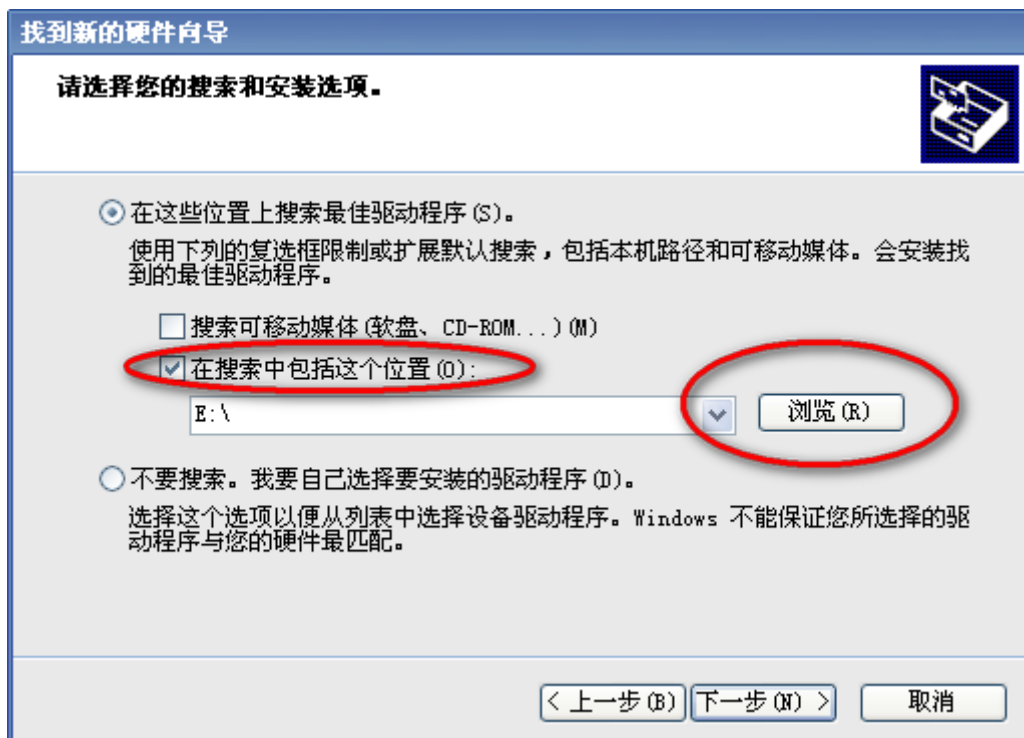 找到新的硬件向导
请选择您的搜索和安装选项。
在这些位置上搜索最佳驱动程序(S)。
使用下列的复选框限制或扩展默认搜索，包括本机路径和可移动媒体。会安装找
到的最佳驱动程序。
搜索可移动媒体(软盘、CD-ROM...)(M)
在搜索中包括这个位置(O):
E:\
浏览(R)
不要搜索。我要自己选择要安装的驱动程序(D)。
选择这个选项以便从列表中选择设备驱动程序。Windows 不能保证您所选择的驱
动程序与您的硬件最匹配。
< 上一步(B) 下一步(N) > 取消